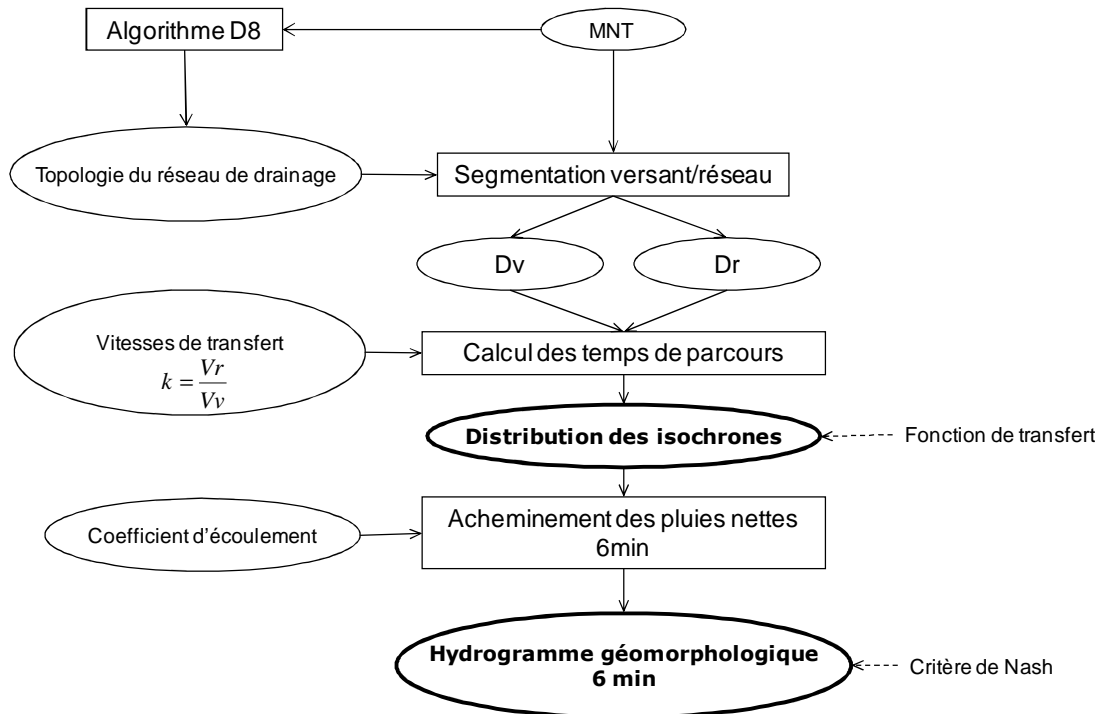 Algorithme D8
MNT
Topologie du réseau de drainage
Segmentation versant/réseau
Dv
Dr
Vitesses de transfert
k = Vr/Vv
Calcul des temps de parcours
Distribution des isochrones
Fonction de transfert
Coefficient d'écoulement
Acheminement des pluies nettes
6min
Hydrogramme géomorphologique
6 min
Critère de Nash